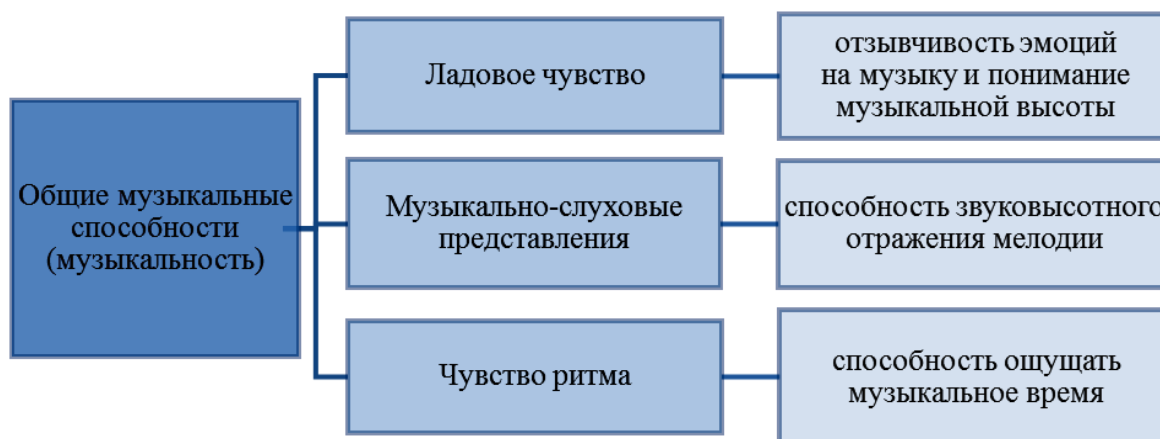 Общие музыкальные
способности
(музыкальность)
Ладовое чувство
отзывчивость эмоций
на музыку и понимание
музыкальной высоты
Музыкально-слуховые
представления
способность звуковысотного
отражения мелодии
Чувство ритма
способность ощущать
музыкальное время